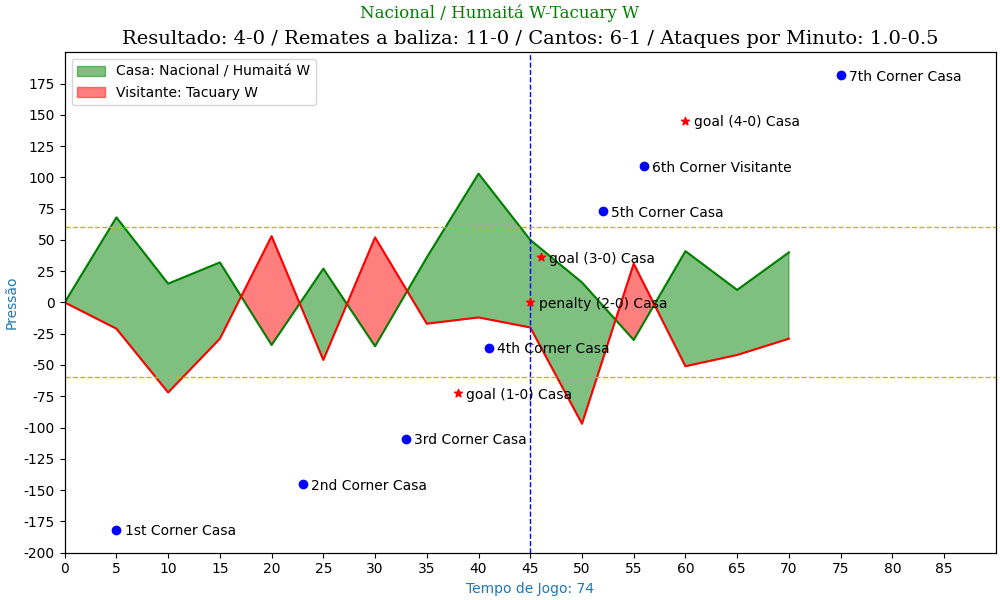 Nacional / Humaitá W-Tacuary W
Resultado: 4-0 / Remates a baliza: 11-0 / Cantos: 6-1 / Ataques por Minuto: 1.0-0.5
Casa: Nacional / Humaitá W
Visitante: Tacuary W
7th Corner Casa
goal (4-0) Casa
6th Corner Visitante
5th Corner Casa
goal (3-0) Casa
penalty (2-0) Casa
4th Corner Casa
goal (1-0) Casa
3rd Corner Casa
2nd Corner Casa
1st Corner Casa
Pressão
175
150
125
100
75
50
25
0
-25
-50
-75
-100
-125
-150
-175
-200
0 5 10 15 20 25 30 35 40 45 50 55 60 65 70 75 80 85
Tempo de Jogo: 74